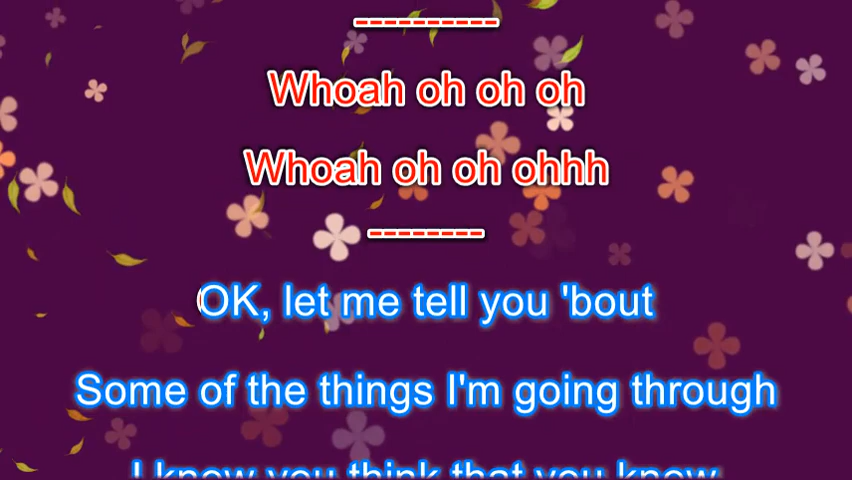 ----------
Whoah oh oh oh
Whoah oh oh ohhh
--------
OK, let me tell you 'bout
Some of the things I'm going through
I know you think that you know